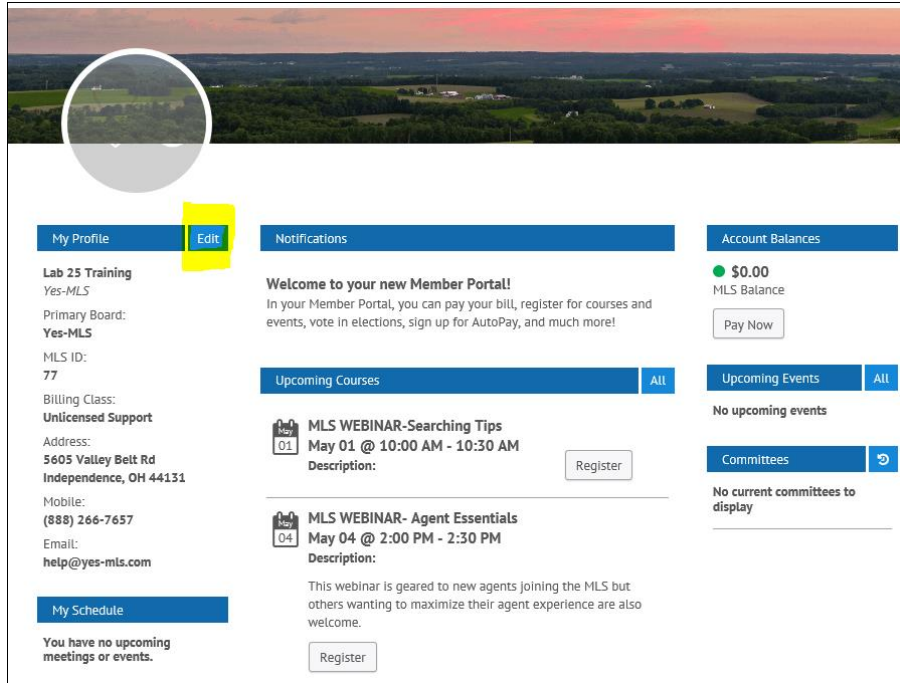 My Profile
Edit
Lab 25 Training
Yes-MLS
Primary Board:
Yes-MLS
MLS ID:
77
Billing Class:
Unlicensed Support
Address:
5605 Valley Belt Rd
Independence, OH 44131
Mobile:
(888) 266-7657
Email:
help@yes-mls.com
My Schedule
You have no upcoming
meetings or events.
Notifications
Welcome to your new Member Portal!
In your Member Portal, you can pay your bill, register for courses and
events, vote in elections, sign up for AutoPay, and much more!
Upcoming Courses
All
May
01
MLS WEBINAR-Searching Tips
May 01 @ 10:00 AM - 10:30 AM
Description:
Register
May
04
MLS WEBINAR- Agent Essentials
May 04 @ 2:00 PM - 2:30 PM
Description:
This webinar is geared to new agents joining the MLS but
others wanting to maximize their agent experience are also
welcome.
Register
Account Balances
$0.00
MLS Balance
Pay Now
Upcoming Events
All
No upcoming events
Committees
No current committees to
display